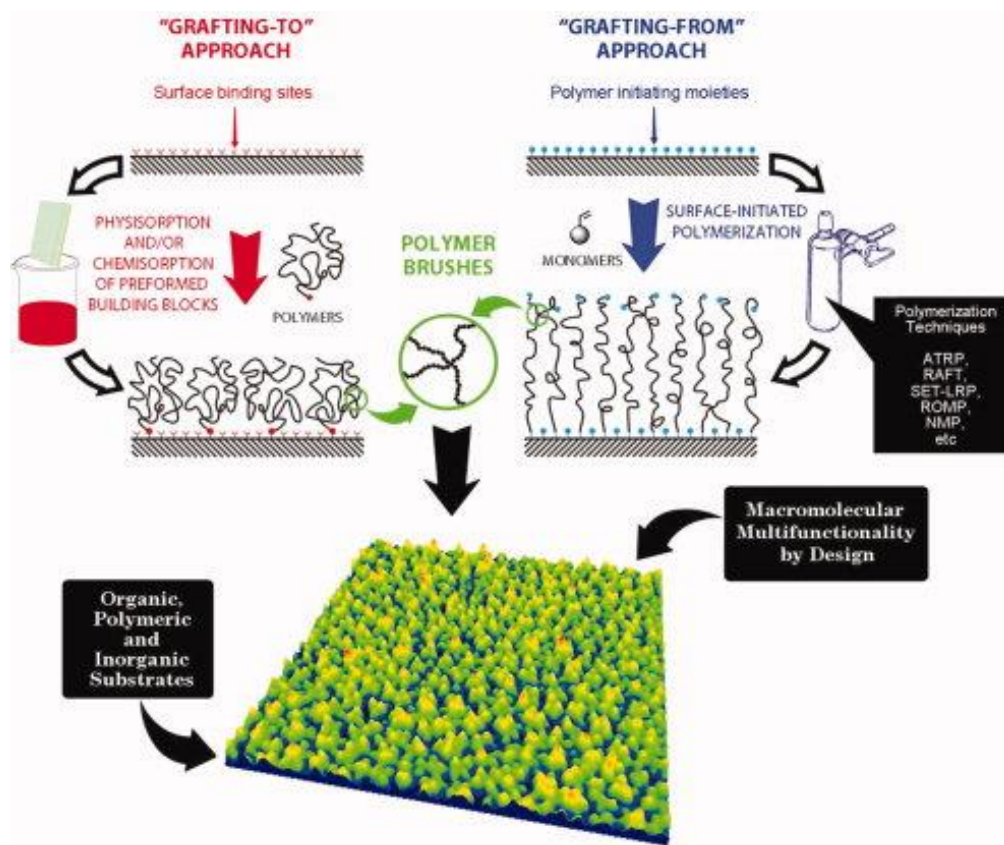 "GRAFTING-TO"
APPROACH
Surface binding sites
PHYSISORPTION
AND/OR
CHEMISORPTION
OF PREFORMED
BUILDING BLOCKS
POLYMERS
"GRAFTING-FROM"
APPROACH
Polymer initiating moieties
SURFACE-INITIATED
POLYMERIZATION
MONOMERS
POLYMER
BRUSHES
Polymerization
Techniques
ATRP,
RAFT,
SET-LRP,
ROMP,
NMP,
etc
Macromolecular
Multifunctionality
by Design
Organic,
Polymeric
and
Inorganic
Substrates